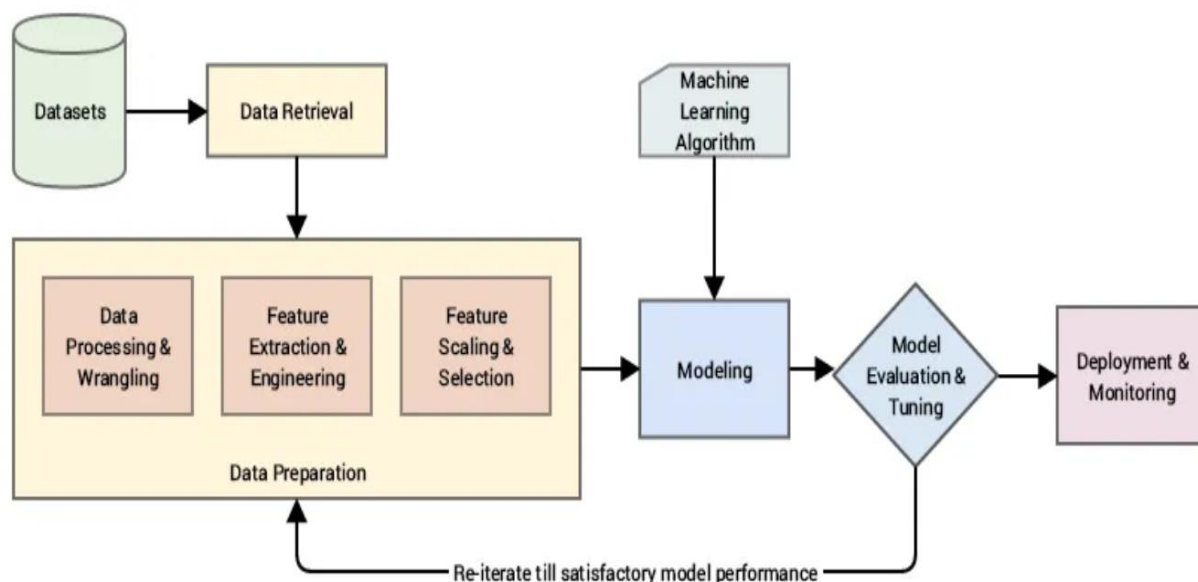 Datasets
Data Retrieval
Machine
Learning
Algorithm
Data
Processing &
Wrangling
Feature
Extraction &
Engineering
Feature
Scaling &
Selection
Data Preparation
Modeling
Model
Evaluation &
Tuning
Deployment &
Monitoring
Re-iterate till satisfactory model performance